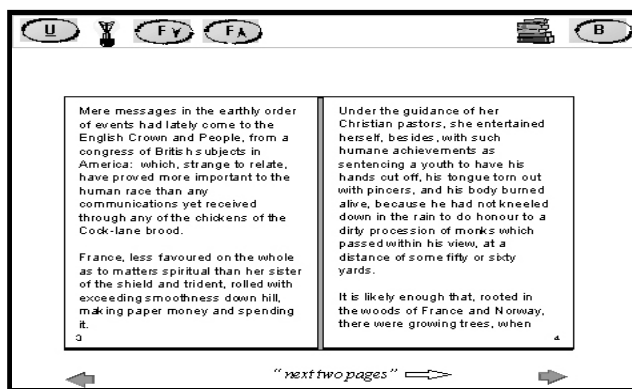 U
F
F
B
Mere messages in the earthly order
of events had lately come to the
English Crown and People, from a
congress of British subjects in
America: which, strange to relate,
have proved more important to the
human race than any
communications yet received
through any of the chickens of the
Cock-lane brood.
France, less favoured on the whole
as to matters spiritual than her sister
of the shield and trident, rolled with
exceeding smoothness down hill,
making paper money and spending
it.
3
Under the guidance of her
Christian pastors, she entertained
herself, besides, with such
humane achievements as
sentencing a youth to have his
hands cut off, his tongue torn out
with pincers, and his body burned
alive, because he had not kneeled
down in the rain to do honour to a
dirty procession of monks which
passed within his view, at a
distance of some fifty or sixty
yards.
It is likely enough that, rooted in
the woods of France and Norway,
there were growing trees, when
4
"next two pages"